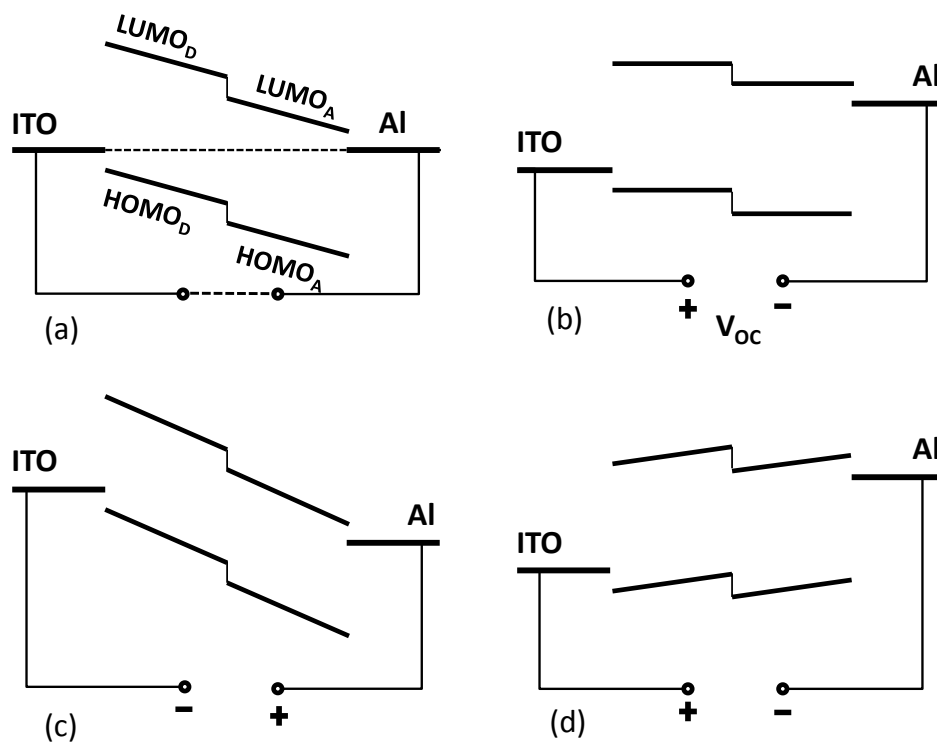 LUMO_D
LUMO_A
ITO
Al
HOMO_D
HOMO_A
(a)
Al
ITO
+
−
V_OC
(b)
ITO
Al
−
+
(c)
Al
ITO
+
−
(d)